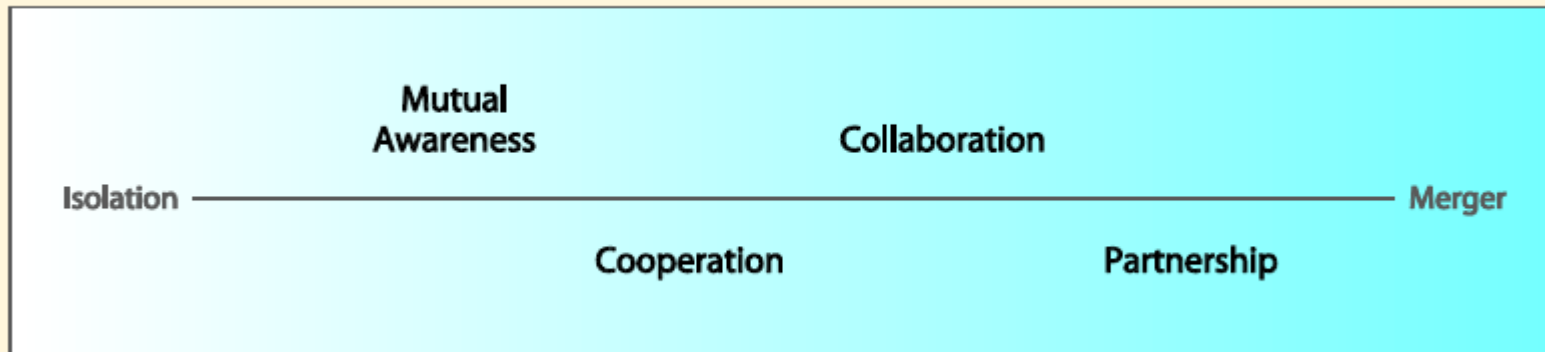 Mutual
Awareness
Collaboration
Isolation
Merger
Cooperation
Partnership